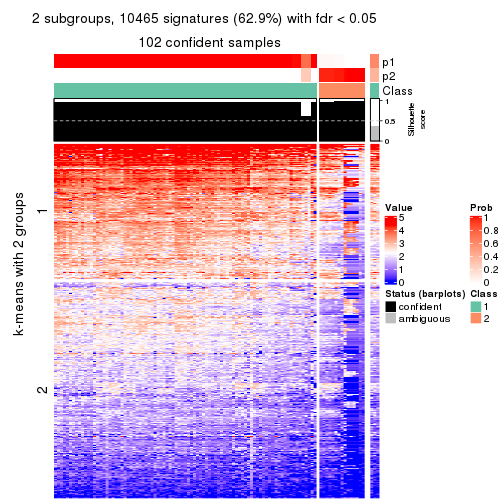 2 subgroups, 10465 signatures (62.9%) with fdr < 0.05
102 confident samples
p1
p2
Class
1
0.5
0
Silhouette
score
k-means with 2 groups
1
2
Value
5
4
3
2
1
0
Prob
1
0.8
0.6
0.4
0.2
0
Status (barplots)
confident
ambiguous
Class
1
2